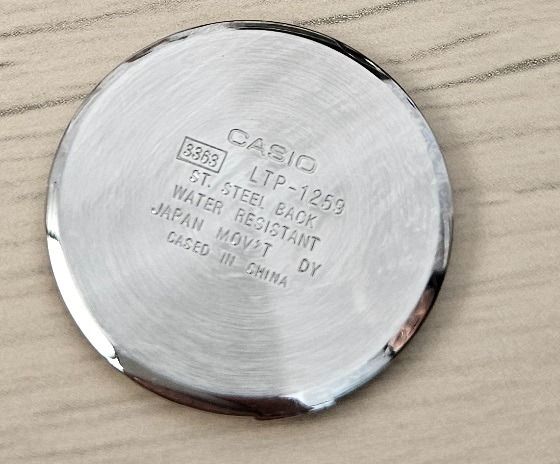 CASIO
3363 LTP-1259
ST. STEEL BACK
WATER RESISTANT
JAPAN MOV'T DY
CASED IN CHINA